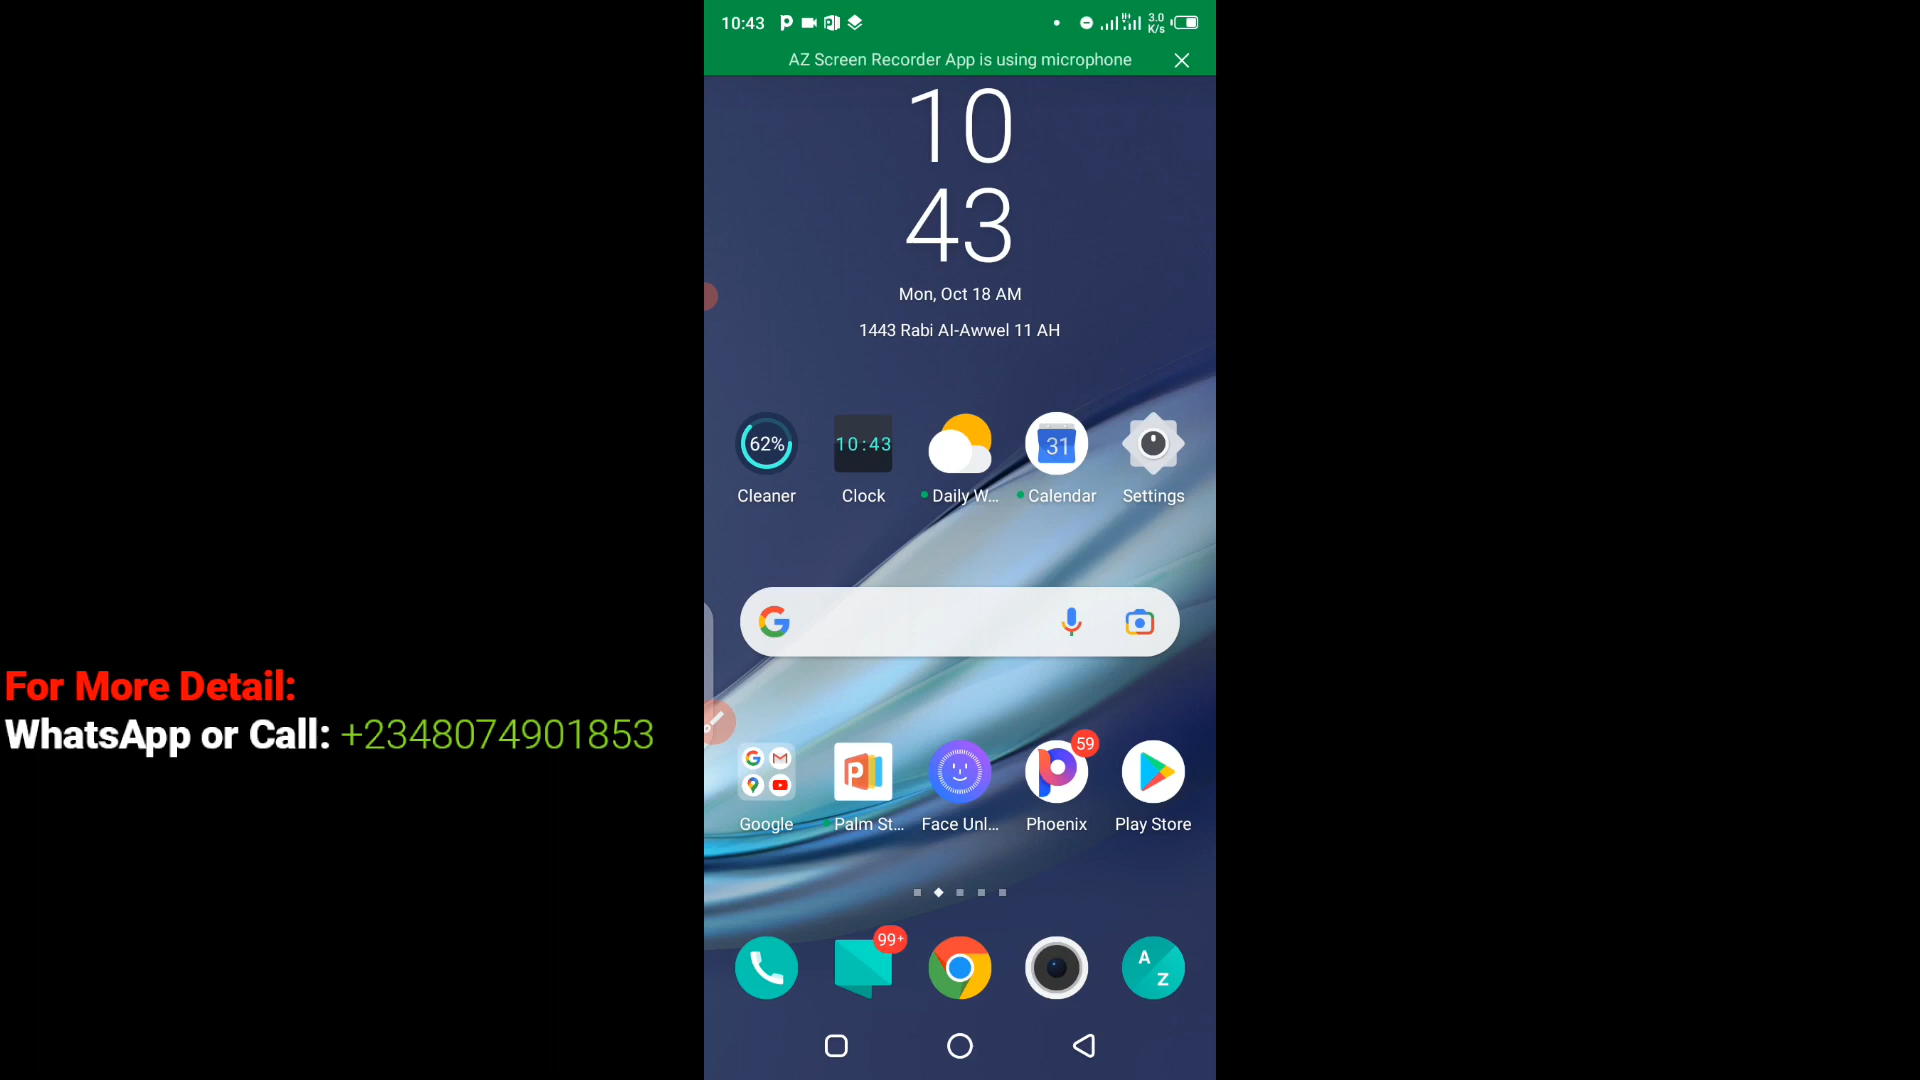 10:43
3.0
K/s
AZ Screen Recorder App is using microphone
10
43
Mon, Oct 18 AM
1443 Rabi Al-Awwel 11 AH
62%
10:43
31
Cleaner
Clock
Daily W...
Calendar
Settings
For More Detail:
WhatsApp or Call: +2348074901853
59
Google
Palm St...
Face Unl...
Phoenix
Play Store
99+
A
Z